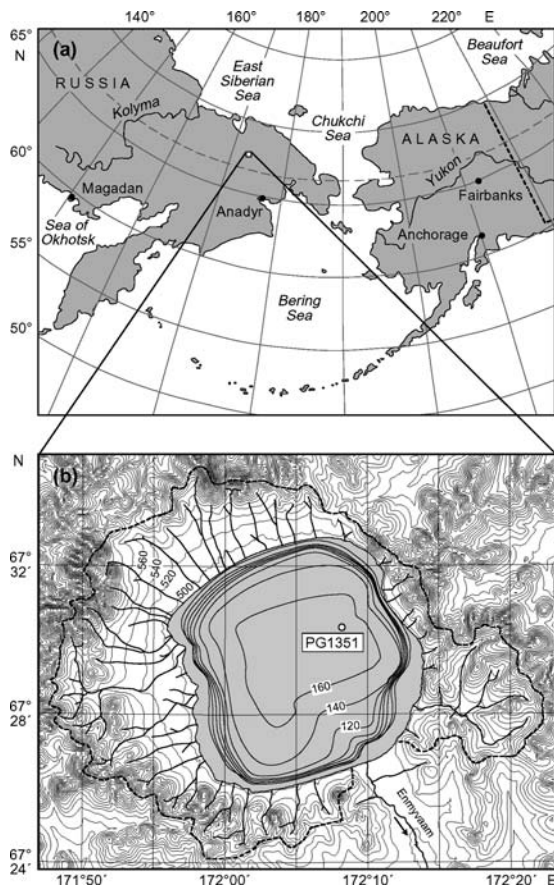 140° 160° 180° 200° 220° E
65°
N
(a)
East
Siberian
Sea
Beaufort
Sea
RUSSIA
Kolyma
Chukchi
Sea
ALASKA
60°
Yukon
Magadan
Fairbanks
Anadyr
Sea of
Okhotsk
Anchorage
55°
Bering
Sea
50°
N
(b)
67°
32´
560
540
520
500
PG1351
160
140
120
67°
28´
Enmyvaam
67°
24´
171°50´ 172°00´ 172°10´ E